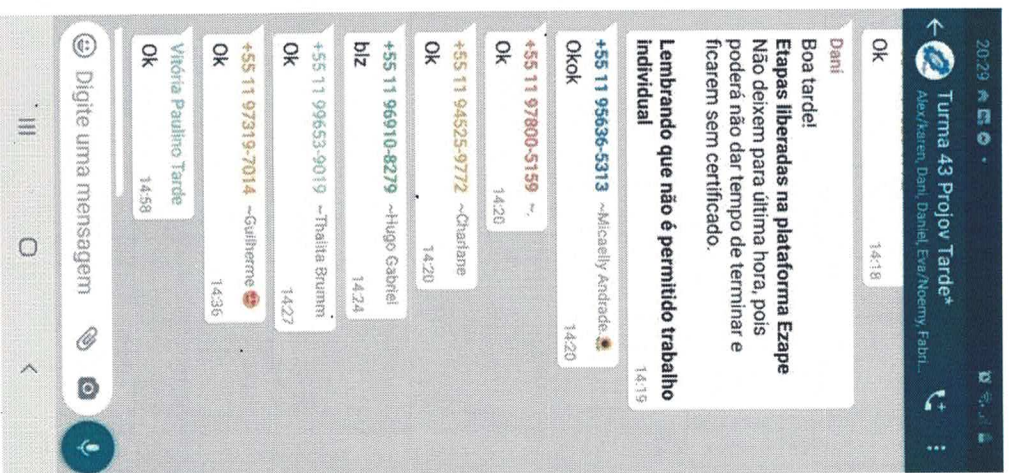 20:29
Turma 43 ProjovTarde*
Alex/karen, Dani, Daniel, Eva/Noemy, Fabri...
Ok
14:18
Dani
Boa tarde!
Etapas liberadas na plataforma Ezape
Não deixem para última hora, pois
poderá não dar tempo de terminar e
ficarem sem certificado.
Lembrando que não é permitido trabalho
individual
14:19
+55 11 95636-5313 ~Micaelly Andrade.
Okok
14:20
+55 11 97800-5159 ~.
Ok
14:20
+55 11 94525-9772 ~Charlane
Ok
14:20
+55 11 96910-8279 ~Hugo Gabriel
blz
14:24
+55 11 99653-9019 ~Thalita Brumm
Ok
14:27
+55 11 97319-7014 ~Guilherme
Ok
14:36
Vitória Paulino Tarde
Ok
14:58
Digite uma mensagem